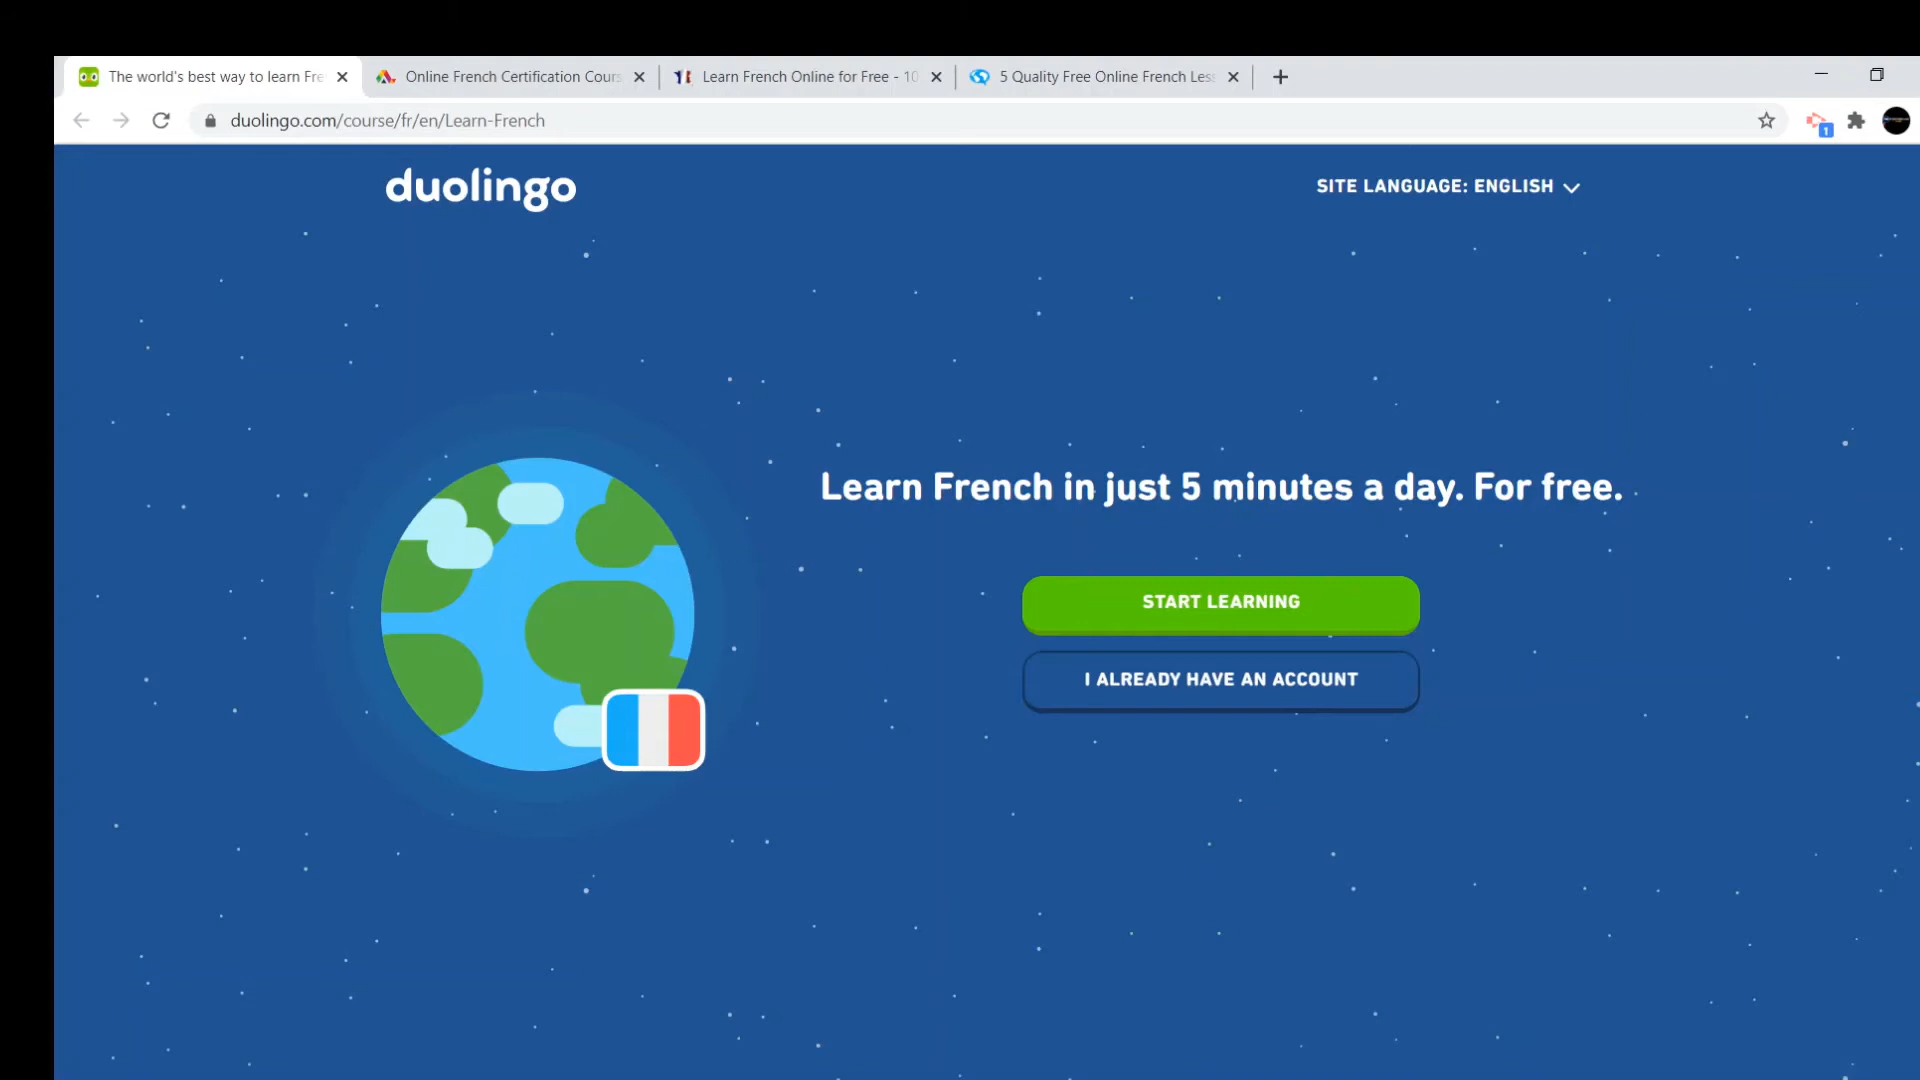 The world's best way to learn Fre
Online French Certification Cours
Learn French Online for Free - 10
5 Quality Free Online French Less
duolingo.com/course/fr/en/Learn-French
1
duolingo
SITE LANGUAGE: ENGLISH
Learn French in just 5 minutes a day. For free.
START LEARNING
I ALREADY HAVE AN ACCOUNT